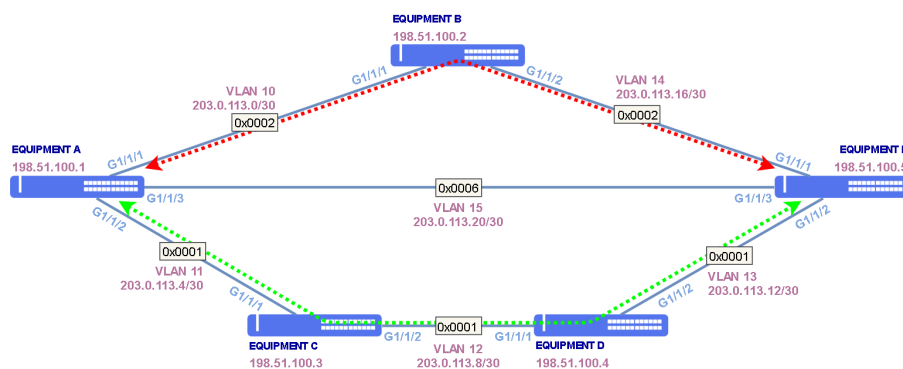 EQUIPMENT B
198.51.100.2
G1/1/1
G1/1/2
VLAN 10
203.0.113.0/30
0x0002
VLAN 14
203.0.113.16/30
0x0002
EQUIPMENT A
198.51.100.1
G1/1/1
G1/1/3
G1/1/2
0x0006
VLAN 15
203.0.113.20/30
EQUIPMENT
198.51.100.5
G1/1/1
G1/1/3
G1/1/2
0x0001
VLAN 11
203.0.113.4/30
G1/1/1
0x0001
VLAN 13
203.0.113.12/30
G1/1/2
EQUIPMENT C
198.51.100.3
G1/1/2
0x0001
VLAN 12
203.0.113.8/30
G1/1/1
EQUIPMENT D
198.51.100.4